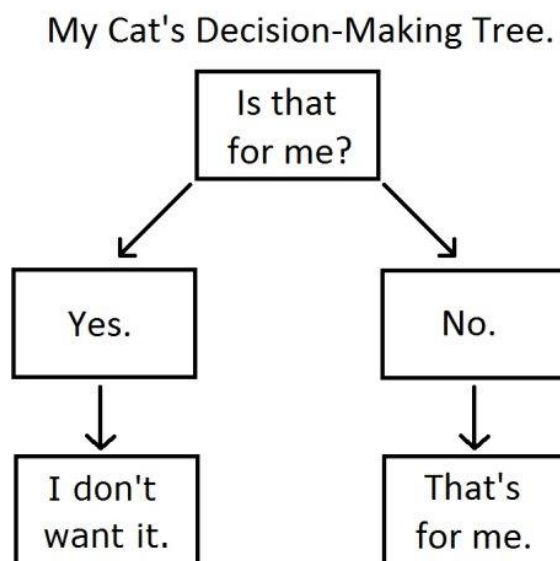 My Cat's Decision-Making Tree.
Is that
for me?
Yes.
No.
I don't
want it.
That's
for me.